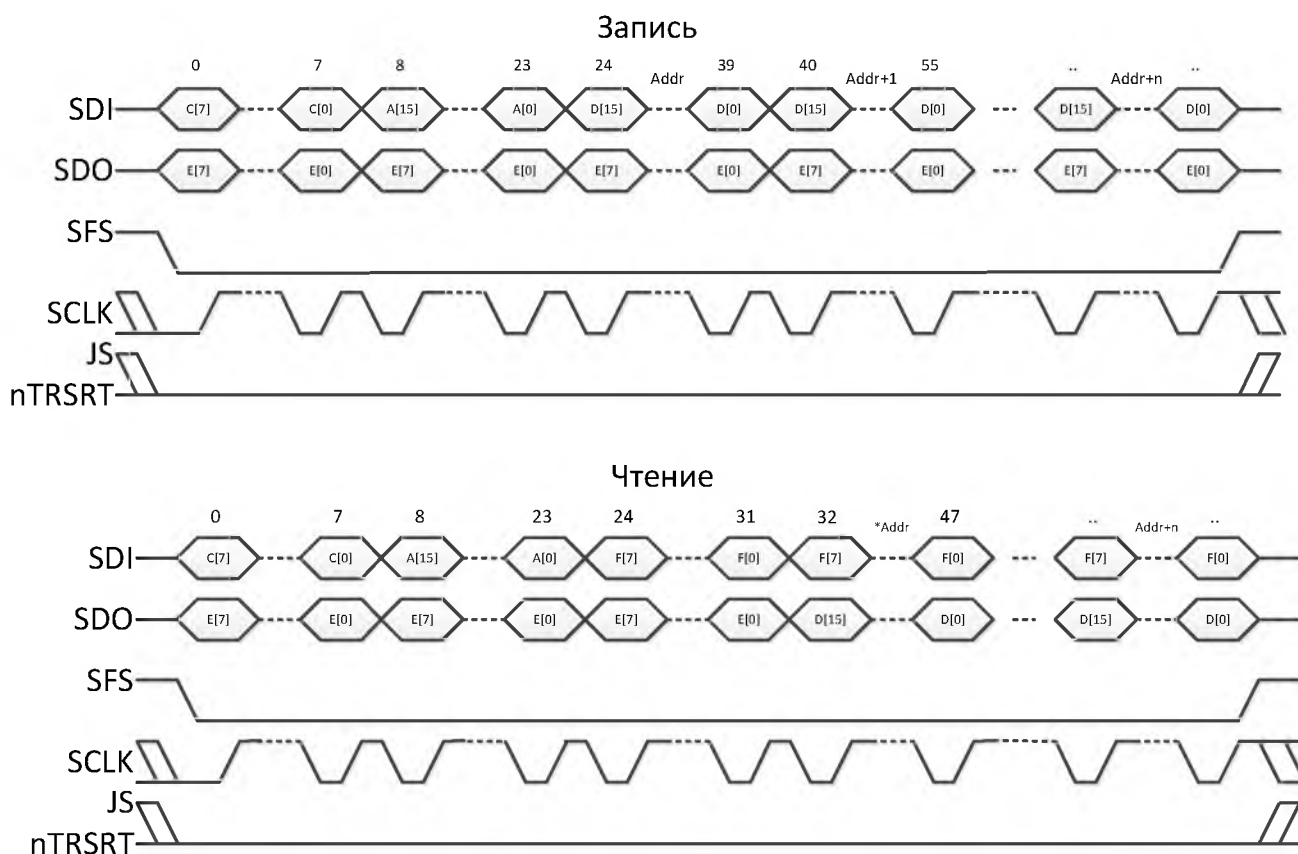 Запись
0 7 8 23 24 Addr 39 40 Addr+1 55 .. Addr+n ..
SDI C[7] C[0] A[15] A[0] D[15] D[0] D[15] D[0] D[15] D[0]
SDO E[7] E[0] E[7] E[0] E[7] E[0] E[7] E[0] E[7] E[0]
SFS
SCLK
JS
nTRSRT
Чтение
0 7 8 23 24 31 32 *Addr 47 .. Addr+n ..
SDI C[7] C[0] A[15] A[0] F[7] F[0] F[7] F[0] F[7] F[0]
SDO E[7] E[0] E[7] E[0] E[7] E[0] D[15] D[0] D[15] D[0]
SFS
SCLK
JS
nTRSRT